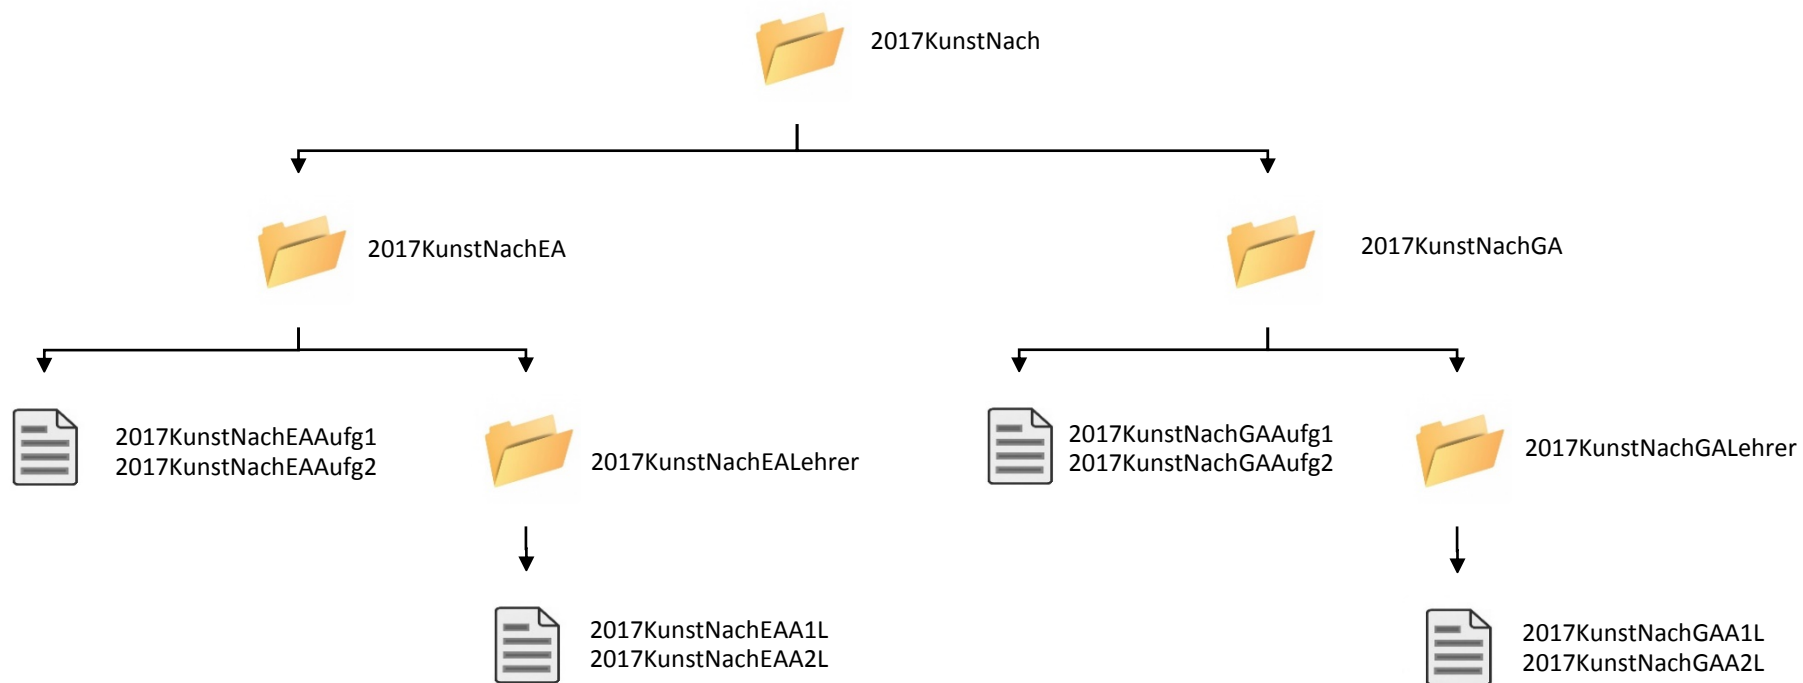 2017KunstNach
2017KunstNachEA
2017KunstNachGA
2017KunstNachEAAufg1
2017KunstNachEAAufg2
2017KunstNachEALehrer
2017KunstNachGAAufg1
2017KunstNachGAAufg2
2017KunstNachGALehrer
2017KunstNachEAA1L
2017KunstNachEAA2L
2017KunstNachGAA1L
2017KunstNachGAA2L